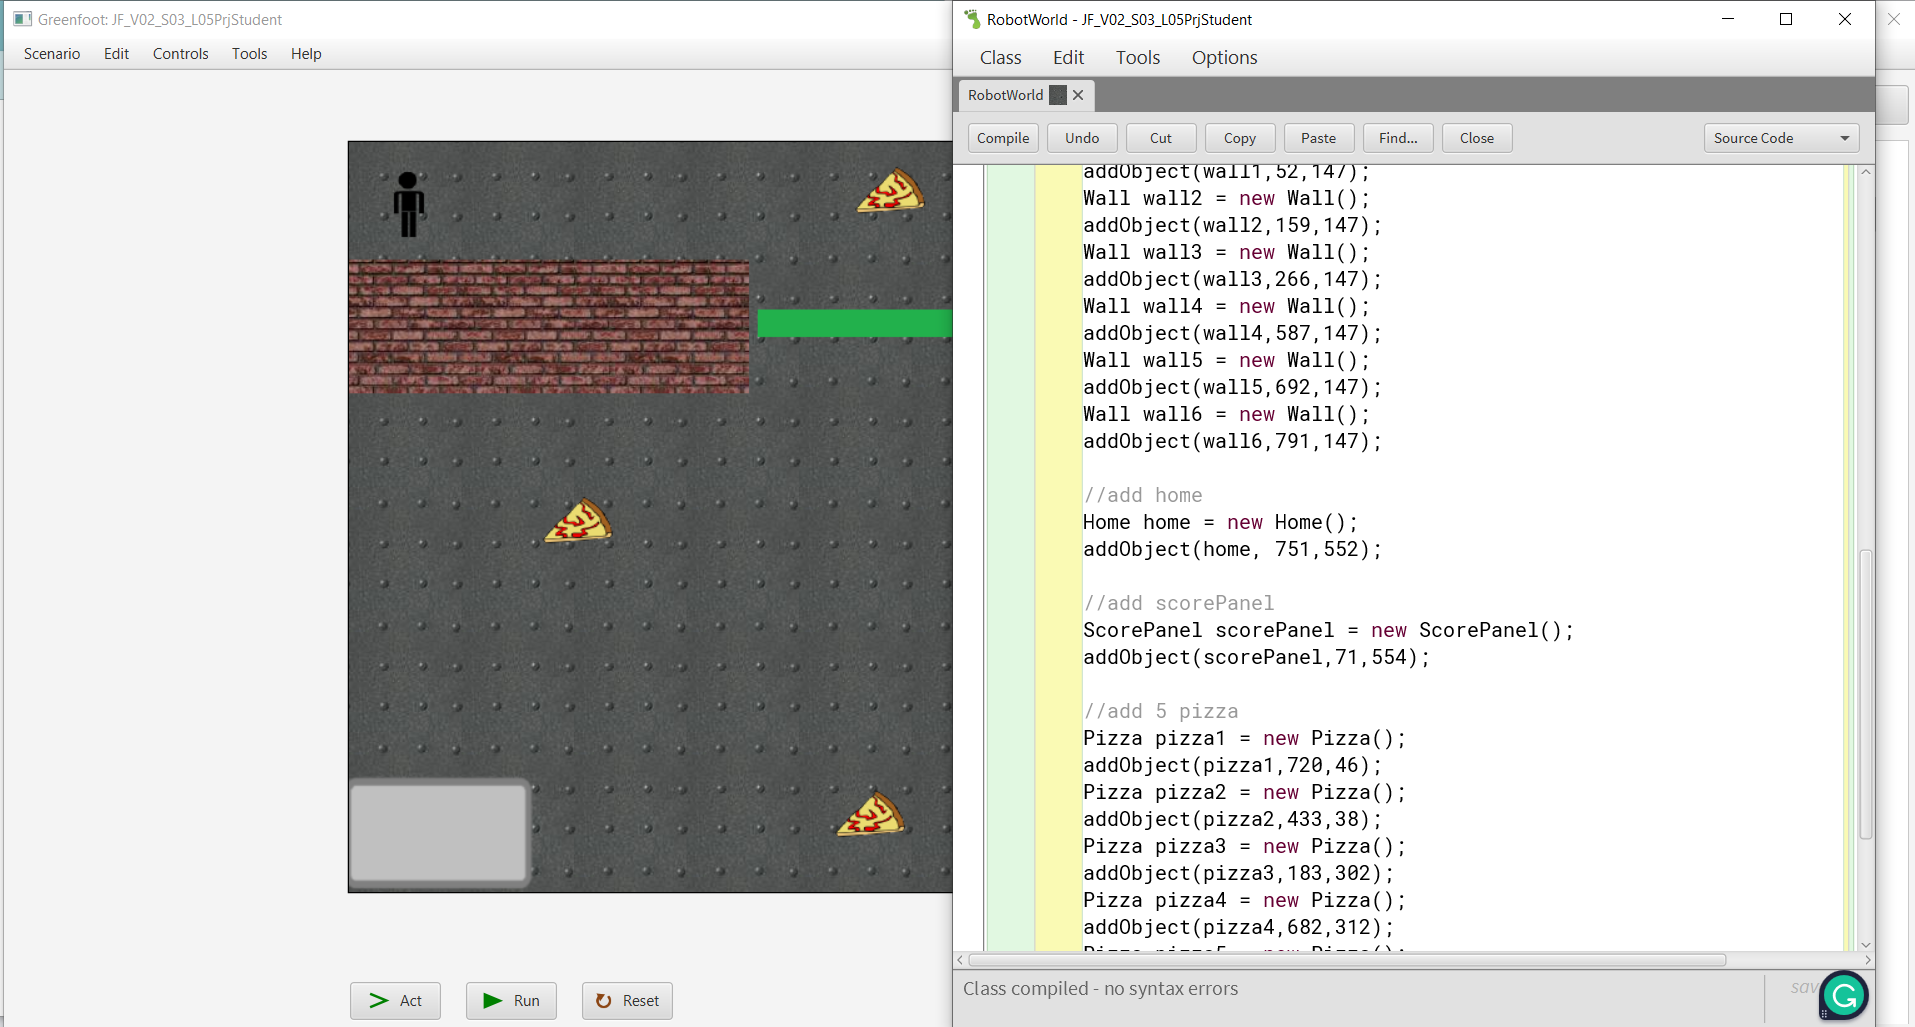 Greenfoot: JF_V02_S03_L05PrjStudent
Scenario Edit Controls Tools Help
Act Run Reset
RobotWorld - JF_V02_S03_L05PrjStudent
Class Edit Tools Options
RobotWorld
Compile Undo Cut Copy Paste Find... Close Source Code
addObject(wall1,52,147);
Wall wall2 = new Wall();
addObject(wall2,159,147);
Wall wall3 = new Wall();
addObject(wall3,266,147);
Wall wall4 = new Wall();
addObject(wall4,587,147);
Wall wall5 = new Wall();
addObject(wall5,692,147);
Wall wall6 = new Wall();
addObject(wall6,791,147);
//add home
Home home = new Home();
addObject(home, 751,552);
//add scorePanel
ScorePanel scorePanel = new ScorePanel();
addObject(scorePanel,71,554);
//add 5 pizza
Pizza pizza1 = new Pizza();
addObject(pizza1,720,46);
Pizza pizza2 = new Pizza();
addObject(pizza2,433,38);
Pizza pizza3 = new Pizza();
addObject(pizza3,183,302);
Pizza pizza4 = new Pizza();
addObject(pizza4,682,312);
Pizza pizza5 = new Pizza();
Class compiled - no syntax errors